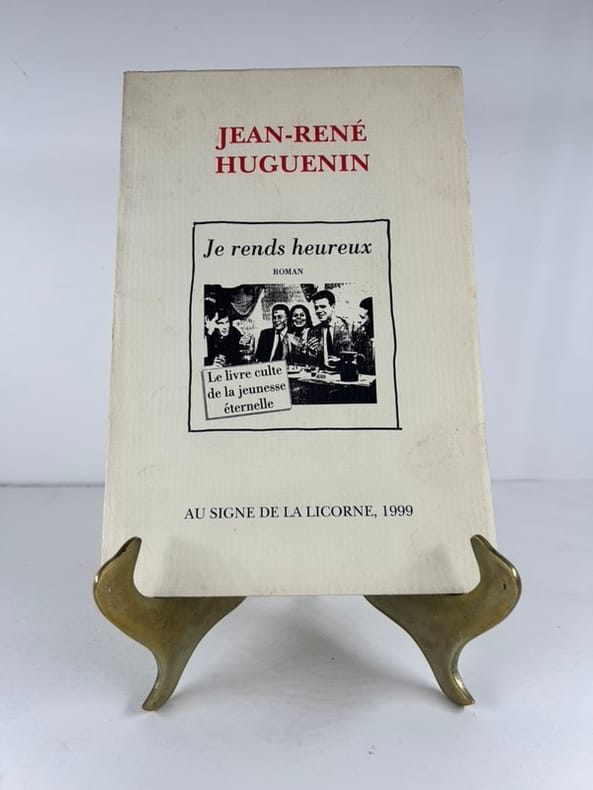 JEAN-RENÉ
HUGUENIN
Je rends heureux
ROMAN
Le livre culte
de la jeunesse
éternelle
AU SIGNE DE LA LICORNE, 1999